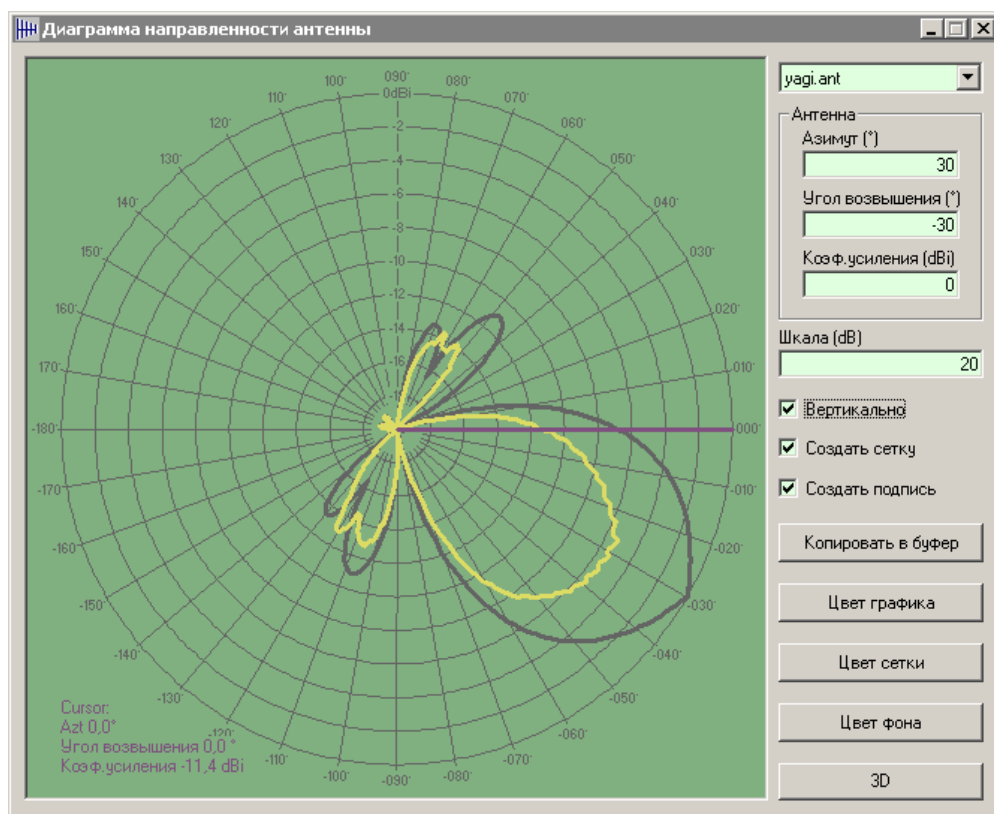 Диаграмма направленности антенны
yagi.ant
Антенна
Азимут (°)
30
Угол возвышения (°)
-30
Коэф.усиления (dBi)
0
Шкала (dB)
20
Вертикально
Создать сетку
Создать подпись
Копировать в буфер
Цвет графика
Цвет сетки
Цвет фона
3D
090°
100°
080°
110°
0dBi
070°
120°
-2
060°
130°
-4
050°
-6
140°
040°
-8
150°
-10
030°
-12
160°
020°
-14
170°
-16
010°
-180°
000°
-170°
-010°
-160°
-020°
-150°
-030°
-140°
-040°
-130°
-050°
-120°
-060°
-110°
-070°
-100°
-090°
-080°
Cursor:
Azt 0,0°
Угол возвышения 0,0 °
Коэф.усиления -11,4 dBi